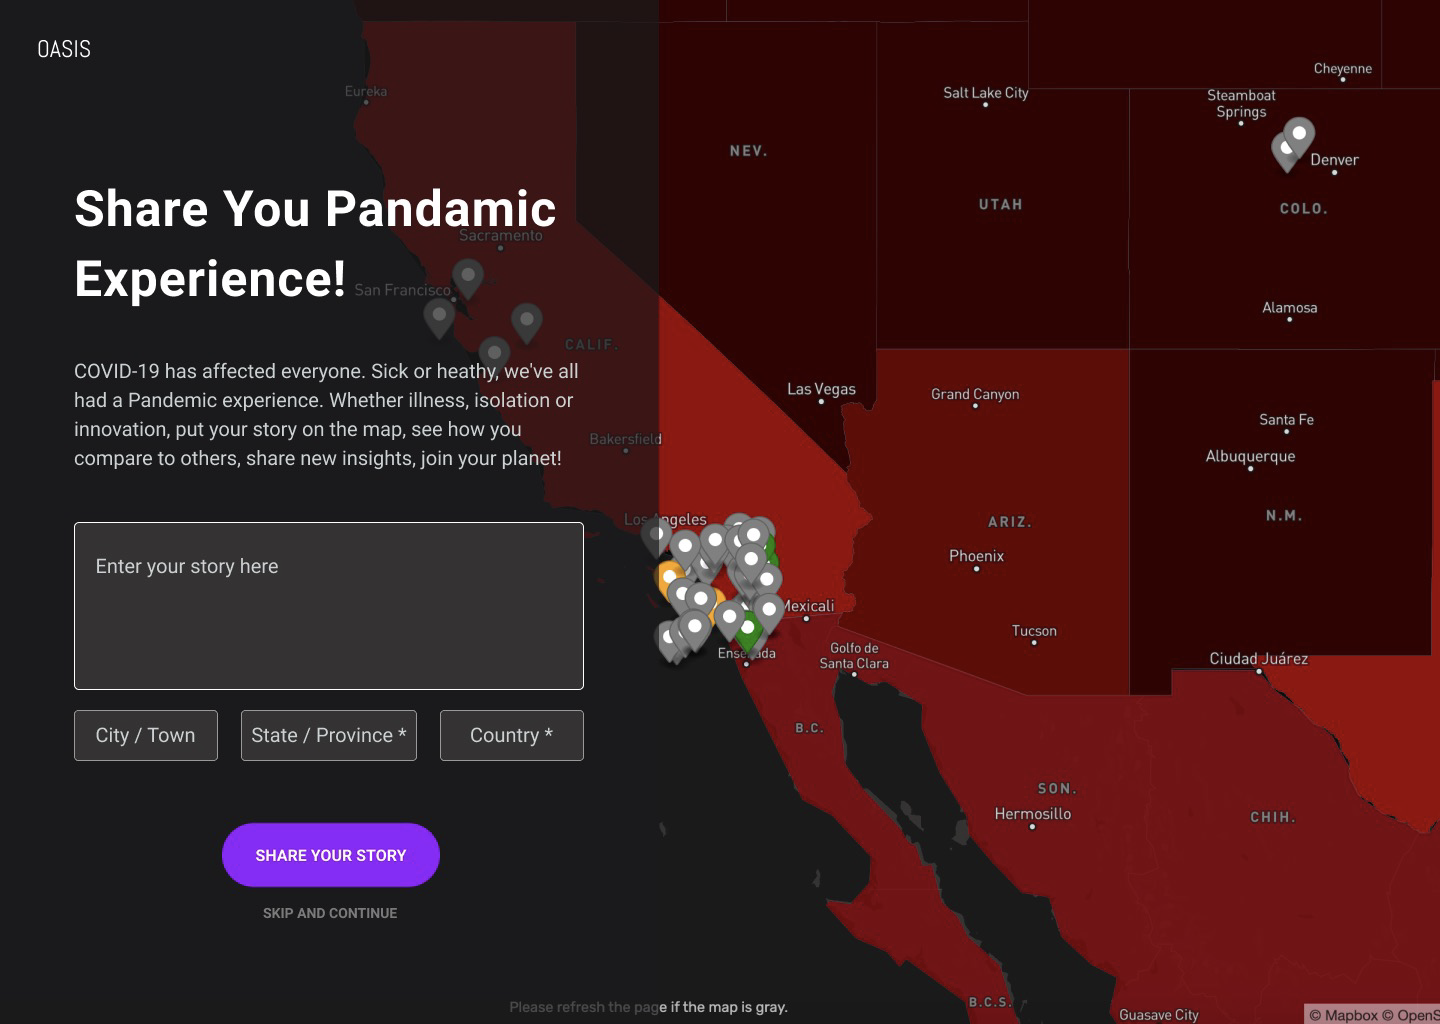 OASIS
Share You Pandamic
Experience!
COVID-19 has affected everyone. Sick or heathy, we've all
had a Pandemic experience. Whether illness, isolation or
innovation, put your story on the map, see how you
compare to others, share new insights, join your planet!
Enter your story here
City / Town
State / Province *
Country *
SHARE YOUR STORY
SKIP AND CONTINUE
Please refresh the page if the map is gray.
Eureka
Sacramento
San Francisco
CALIF.
Bakersfield
Los Angeles
NEV.
Las Vegas
Salt Lake City
UTAH
Grand Canyon
ARIZ.
Phoenix
Tucson
Cheyenne
Steamboat
Springs
Denver
COLO.
Alamosa
Santa Fe
Albuquerque
N.M.
Ciudad Juárez
Mexicali
Ensenada
Golfo de
Santa Clara
B.C.
SON.
Hermosillo
CHIH.
B.C.S.
Guasave City
© Mapbox © OpenS